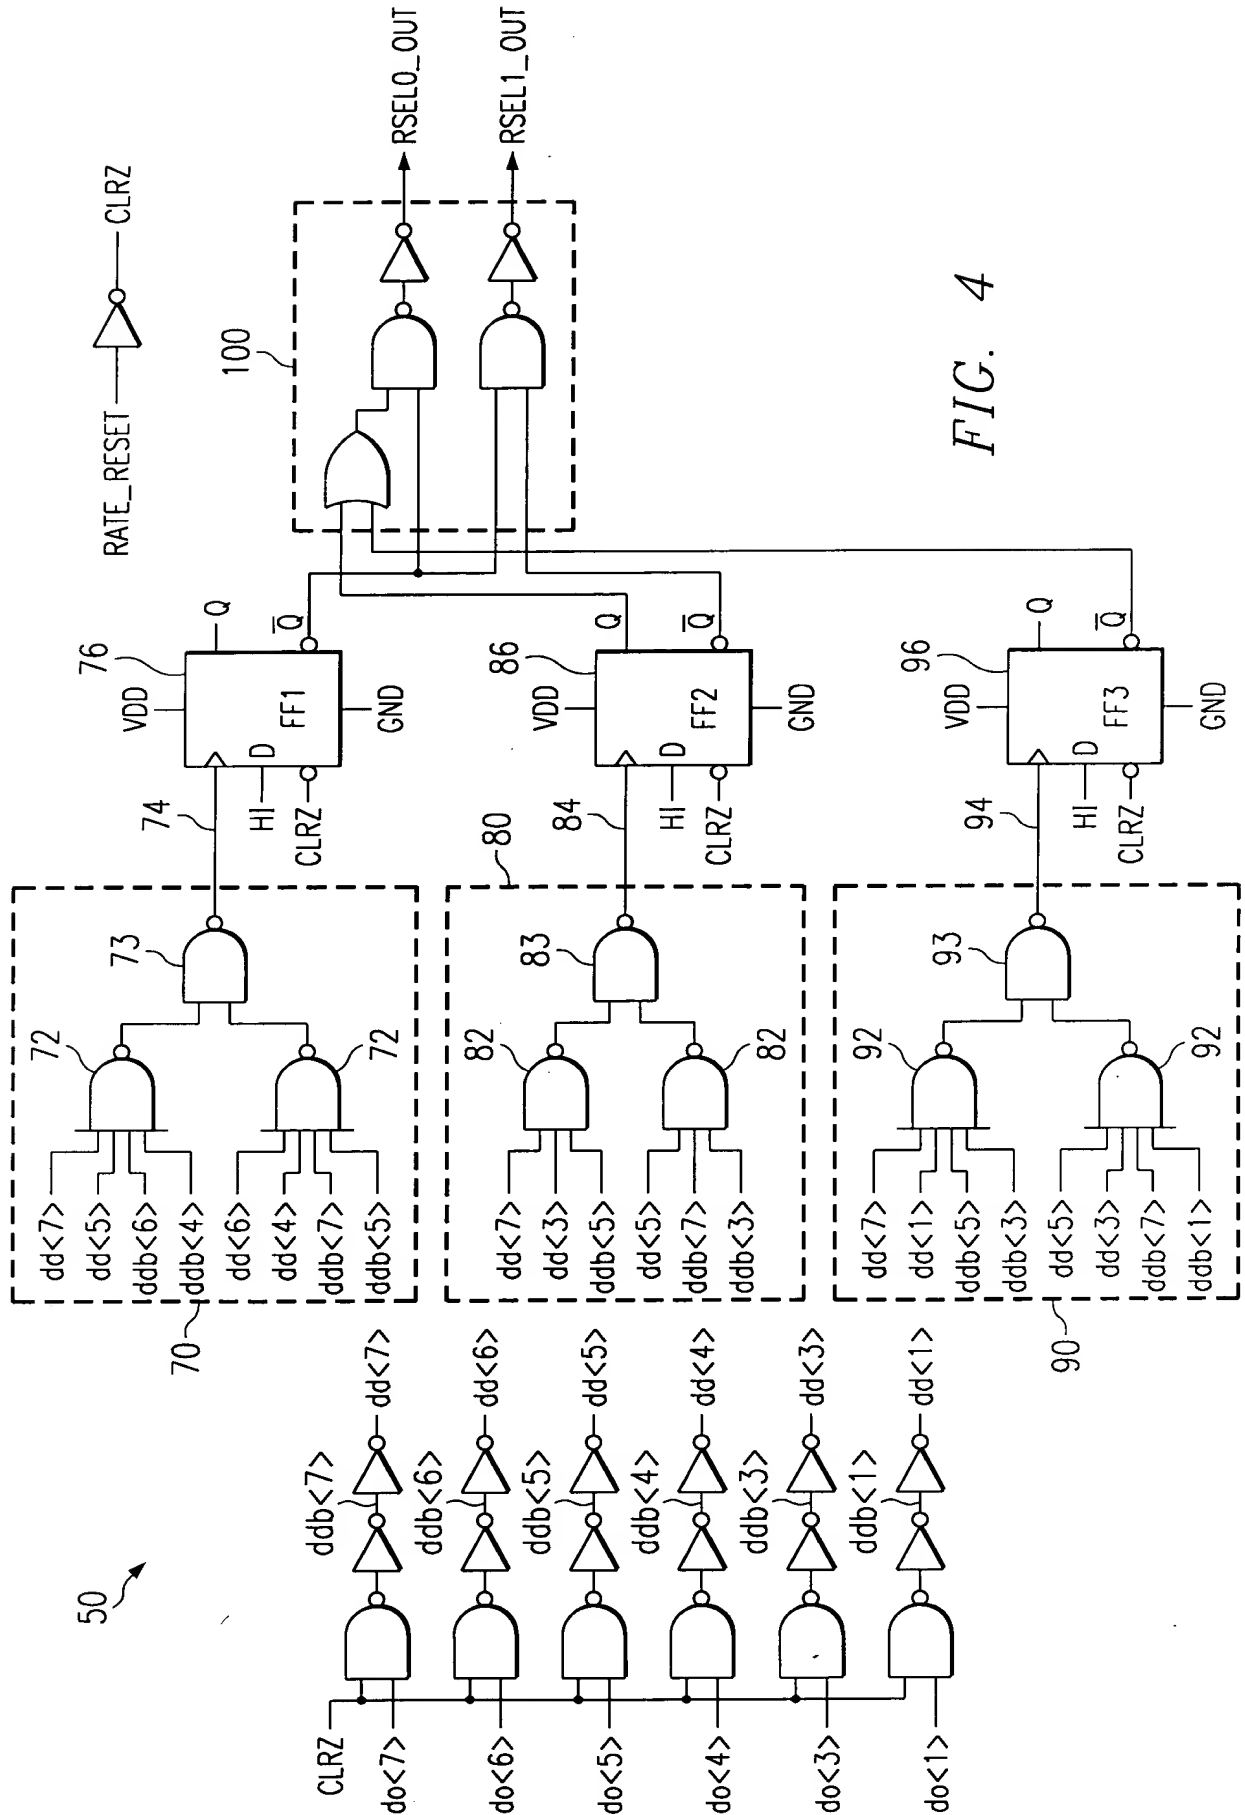 50
CLRZ
do<7>
do<6>
do<5>
do<4>
do<3>
do<1>
ddb<7>
ddb<6>
ddb<5>
ddb<4>
ddb<3>
ddb<1>
dd<7>
dd<6>
dd<5>
dd<4>
dd<3>
dd<1>
70
dd<7>
dd<5>
ddb<6>
ddb<4>
dd<6>
dd<4>
ddb<7>
ddb<5>
72
72
73
74
HI
CLRZ
D
FF1
VDD
76
GND
Q
Q̅
80
dd<7>
dd<3>
ddb<5>
dd<5>
ddb<7>
ddb<3>
82
82
83
84
HI
CLRZ
D
FF2
VDD
86
GND
Q
Q̅
90
dd<7>
dd<1>
ddb<5>
ddb<3>
dd<5>
dd<3>
ddb<7>
ddb<1>
92
92
93
94
HI
CLRZ
D
FF3
VDD
96
GND
Q
Q̅
100
RATE_RESET
CLRZ
RSEL0_OUT
RSEL1_OUT
FIG. 4